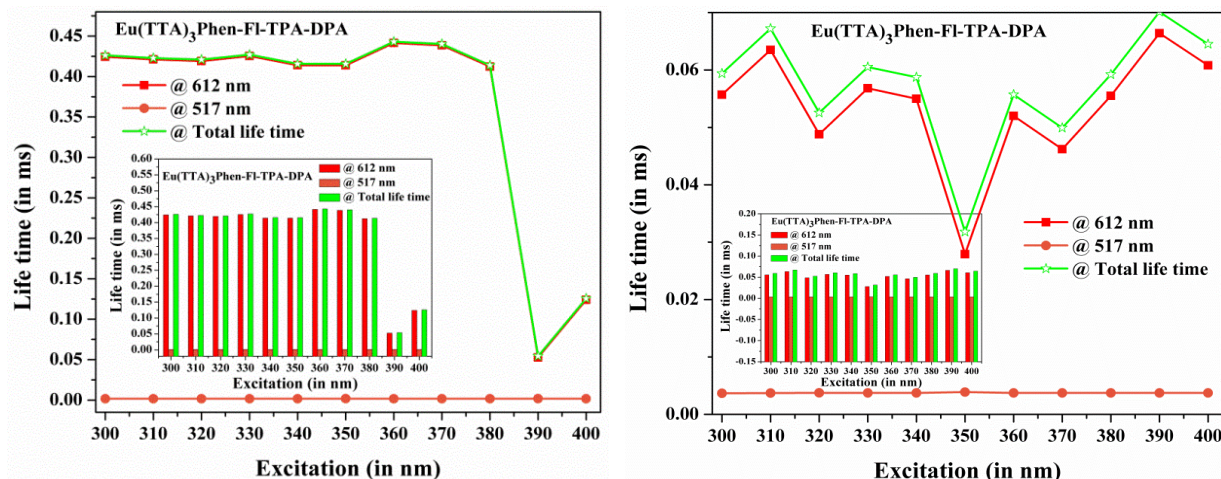 Eu(TTA)3Phen-Fl-TPA-DPA
@ 612 nm
@ 517 nm
@ Total life time
Life time (in ms)
0.45
0.40
0.35
0.30
0.25
0.20
0.15
0.10
0.05
0.00
300 310 320 330 340 350 360 370 380 390 400
Excitation (in nm)
Eu(TTA)3Phen-Fl-TPA-DPA
@ 612 nm
@ 517 nm
@ Total life time
Life time (in ms)
0.60
0.55
0.50
0.45
0.40
0.35
0.30
0.25
0.20
0.15
0.10
0.05
0.00
300 310 320 330 340 350 360 370 380 390 400
Excitation (in nm)
Eu(TTA)3Phen-Fl-TPA-DPA
@ 612 nm
@ 517 nm
@ Total life time
Life time (in ms)
0.06
0.04
0.02
0.00
300 310 320 330 340 350 360 370 380 390 400
Excitation (in nm)
Eu(TTA)3Phen-Fl-TPA-DPA
@ 612 nm
@ 517 nm
@ Total life time
Life time (in ms)
0.20
0.15
0.10
0.05
0.00
-0.05
-0.10
-0.15
300 310 320 330 340 350 360 370 380 390 400
Excitation (in nm)